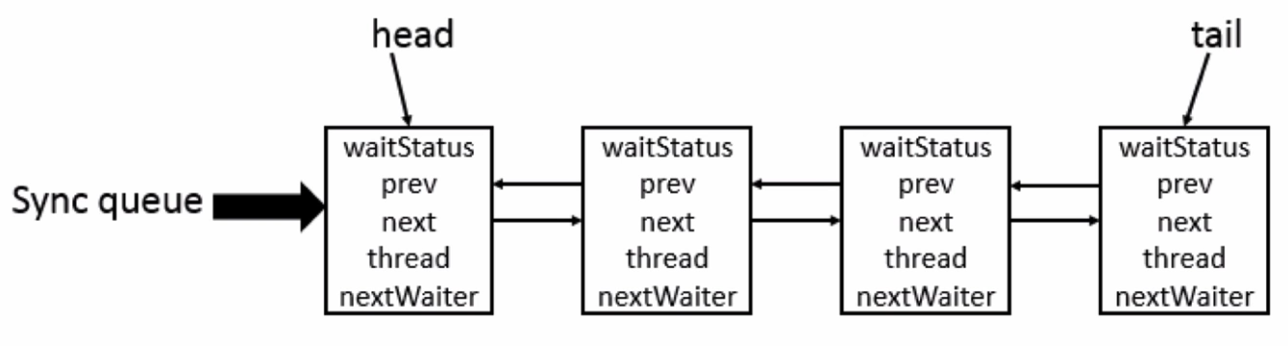 head
tail
Sync queue
waitStatus
prev
next
thread
nextWaiter
waitStatus
prev
next
thread
nextWaiter
waitStatus
prev
next
thread
nextWaiter
waitStatus
prev
next
thread
nextWaiter